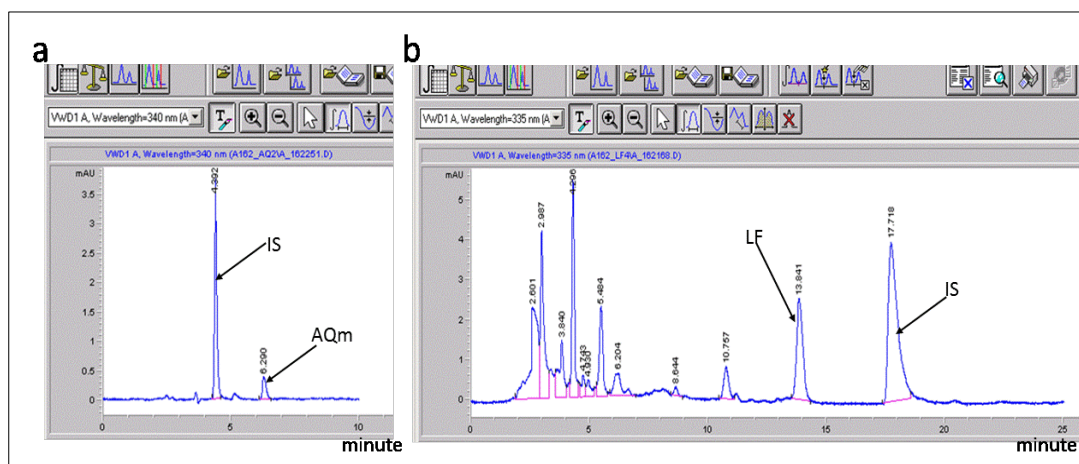 a
VWD1 A, Wavelength=340 nm (A
T
VWD1 A, Wavelength=340 nm (A162_AQ2\A_162251.D)
mAU
3.5
3
2.5
2
1.5
1
0.5
0
4.392
IS
AQm
6.290
0
5
10
minute
b
VWD1 A, Wavelength=335 nm (A
T
VWD1 A, Wavelength=335 nm (A162_LF4\A_162168.D)
mAU
5
4
3
2
1
0
2.601
2.987
3.840
4.296
4.743
4.930
5.484
6.204
8.644
10.757
LF
13.841
17.718
IS
0
5
10
15
20
25
minute